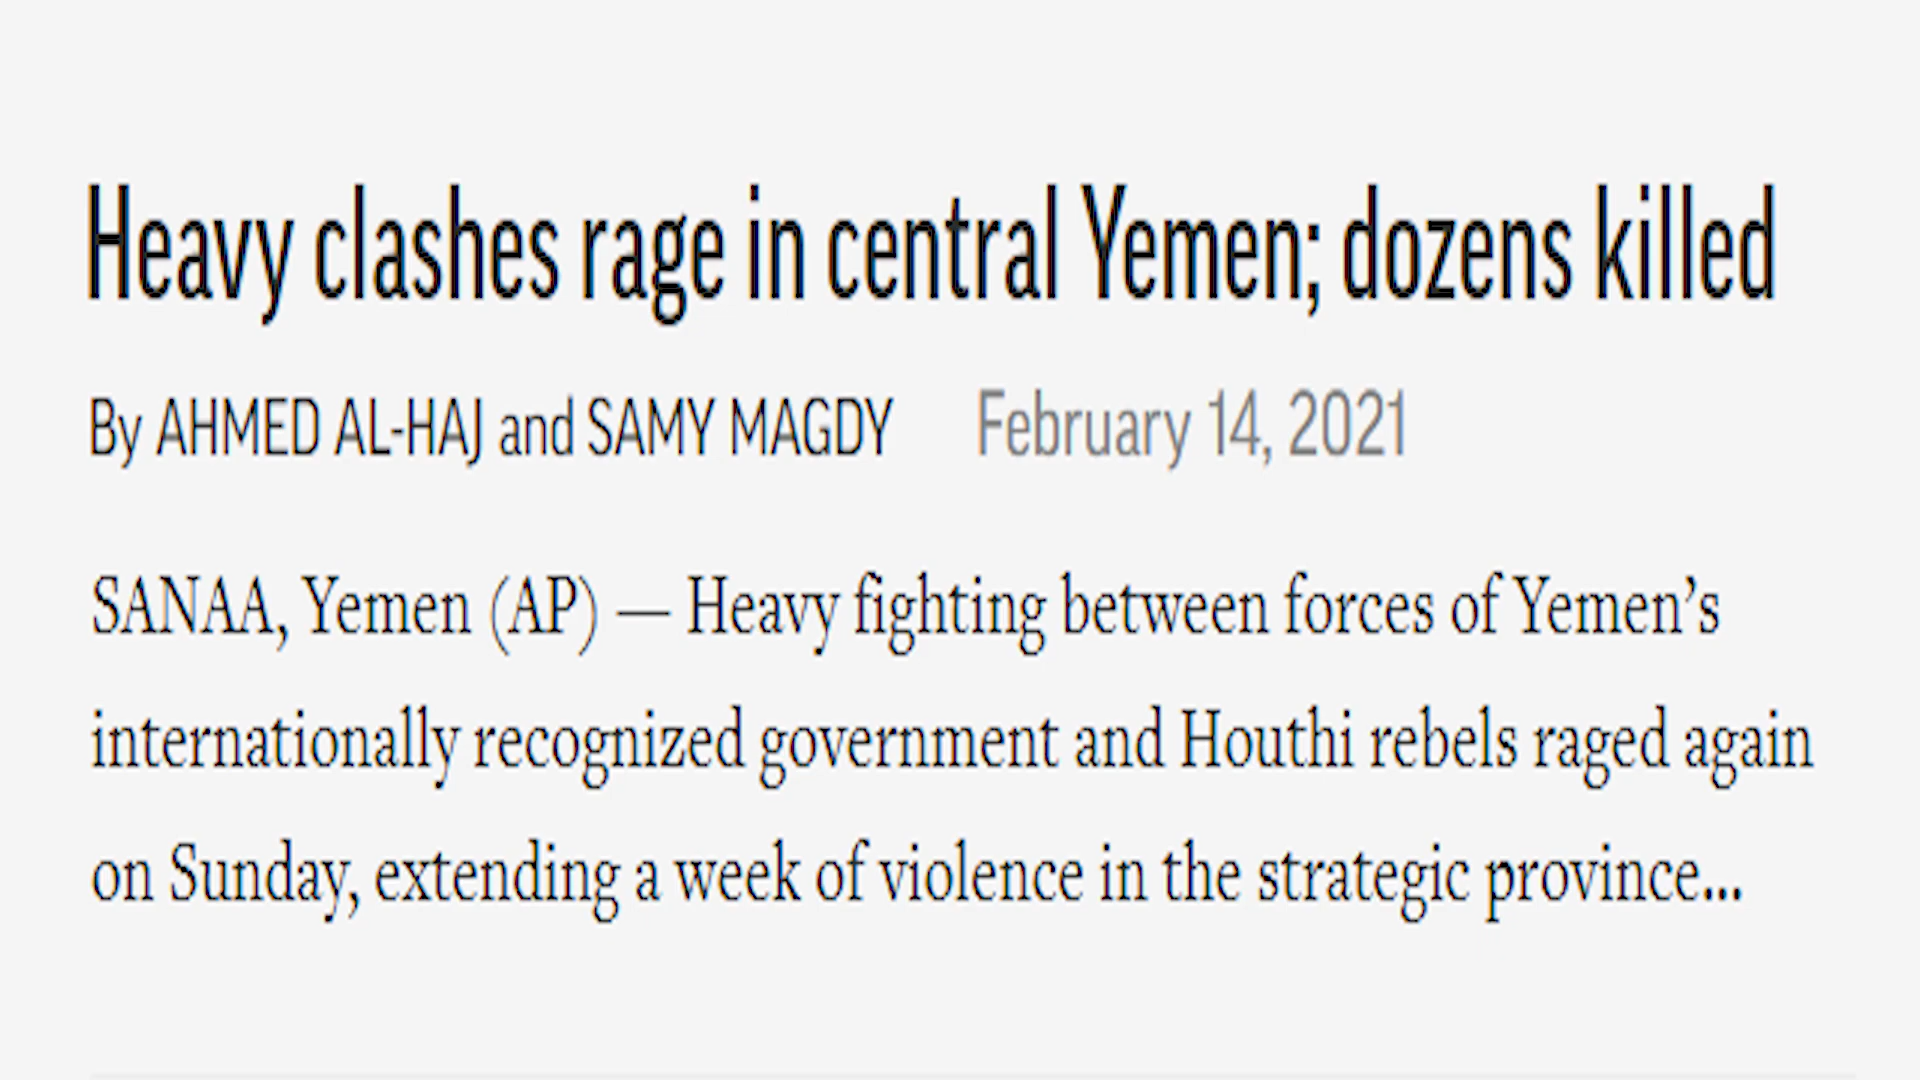 Heavy clashes rage in central Yemen; dozens killed
By AHMED AL-HAJ and SAMY MAGDY February 14, 2021
SANAA, Yemen (AP) — Heavy fighting between forces of Yemen’s
internationally recognized government and Houthi rebels raged again
on Sunday, extending a week of violence in the strategic province...